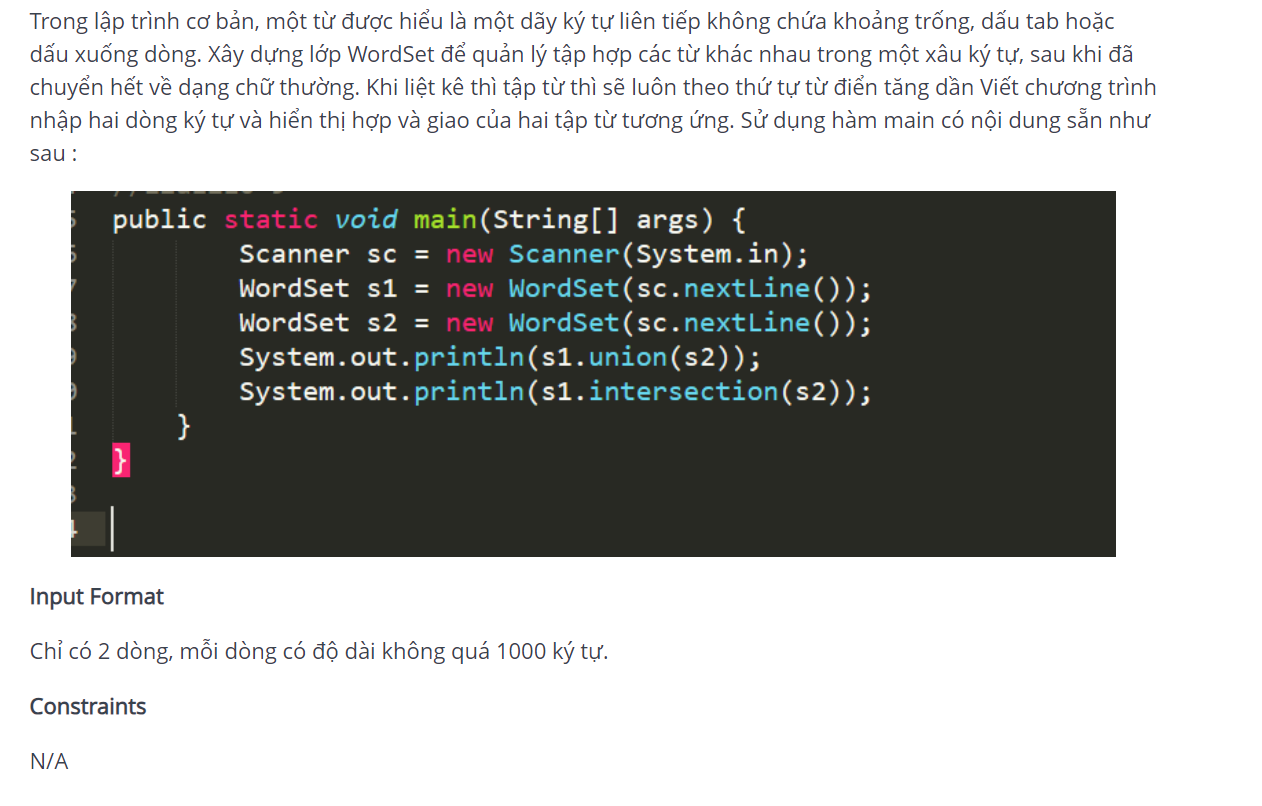 Trong lập trình cơ bản, một từ được hiểu là một dãy ký tự liên tiếp không chứa khoảng trống, dấu tab hoặc
dấu xuống dòng. Xây dựng lớp WordSet để quản lý tập hợp các từ khác nhau trong một xâu ký tự, sau khi đã
chuyển hết về dạng chữ thường. Khi liệt kê thì tập từ thì sẽ luôn theo thứ tự từ điển tăng dần Viết chương trình
nhập hai dòng ký tự và hiển thị hợp và giao của hai tập từ tương ứng. Sử dụng hàm main có nội dung sẵn như
sau :
public static void main(String[] args) {
Scanner sc = new Scanner(System.in);
WordSet s1 = new WordSet(sc.nextLine());
WordSet s2 = new WordSet(sc.nextLine());
System.out.println(s1.union(s2));
System.out.println(s1.intersection(s2));
}
}
Input Format
Chỉ có 2 dòng, mỗi dòng có độ dài không quá 1000 ký tự.
Constraints
N/A